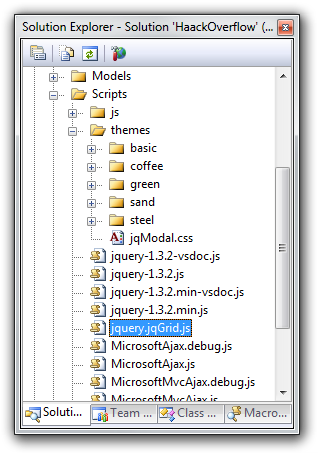 Solution Explorer - Solution 'HaackOverflow' (...
Models
Scripts
js
themes
basic
coffee
green
sand
steel
jqModal.css
jquery-1.3.2-vsdoc.js
jquery-1.3.2.js
jquery-1.3.2.min-vsdoc.js
jquery-1.3.2.min.js
jquery.jqGrid.js
MicrosoftAjax.debug.js
MicrosoftAjax.js
MicrosoftMvcAjax.debug.js
MicrosoftMvcAjax.js
Soluti... Team ... Class ... Macro...